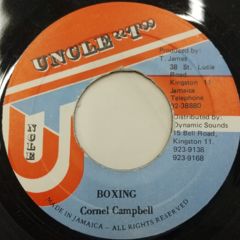 UNCLE "T"
Produced by:
T. James
38 St. Lucia
Road
Kingston 11
Jamaica
Telephone
92-38880
NCLE
Distributed by:
Dynamic Sounds
15 Bell Road,
Kingston 11.
923-9138
923-9168
BOXING
Cornel Campbell
MADE IN JAMAICA - ALL RIGHTS RESERVED